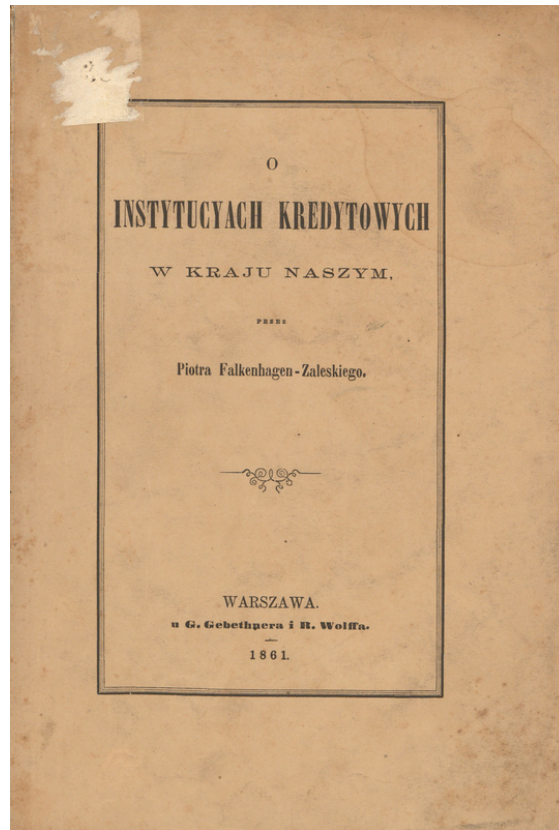 O
INSTYTUCYACH KREDYTOWYCH
W KRAJU NASZYM,
PRZEZ
Piotra Falkenhagen-Zaleskiego.
WARSZAWA.
u G. Gebethnera i R. Wolffa.
1861.